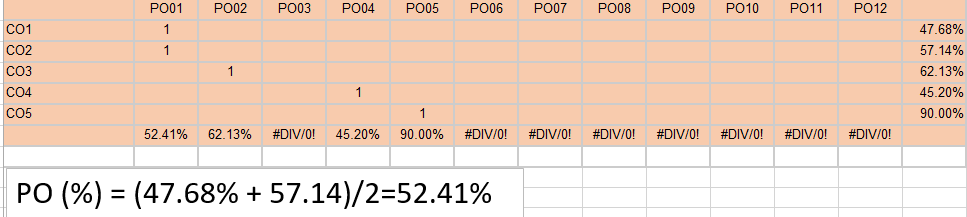 PO01 PO02 PO03 PO04 PO05 PO06 PO07 PO08 PO09 PO10 PO11 PO12
CO1 1 47.68%
CO2 1 57.14%
CO3 1 62.13%
CO4 1 45.20%
CO5 1 90.00%
52.41% 62.13% #DIV/0! 45.20% 90.00% #DIV/0! #DIV/0! #DIV/0! #DIV/0! #DIV/0! #DIV/0! #DIV/0!
PO (%) = (47.68% + 57.14)/2=52.41%